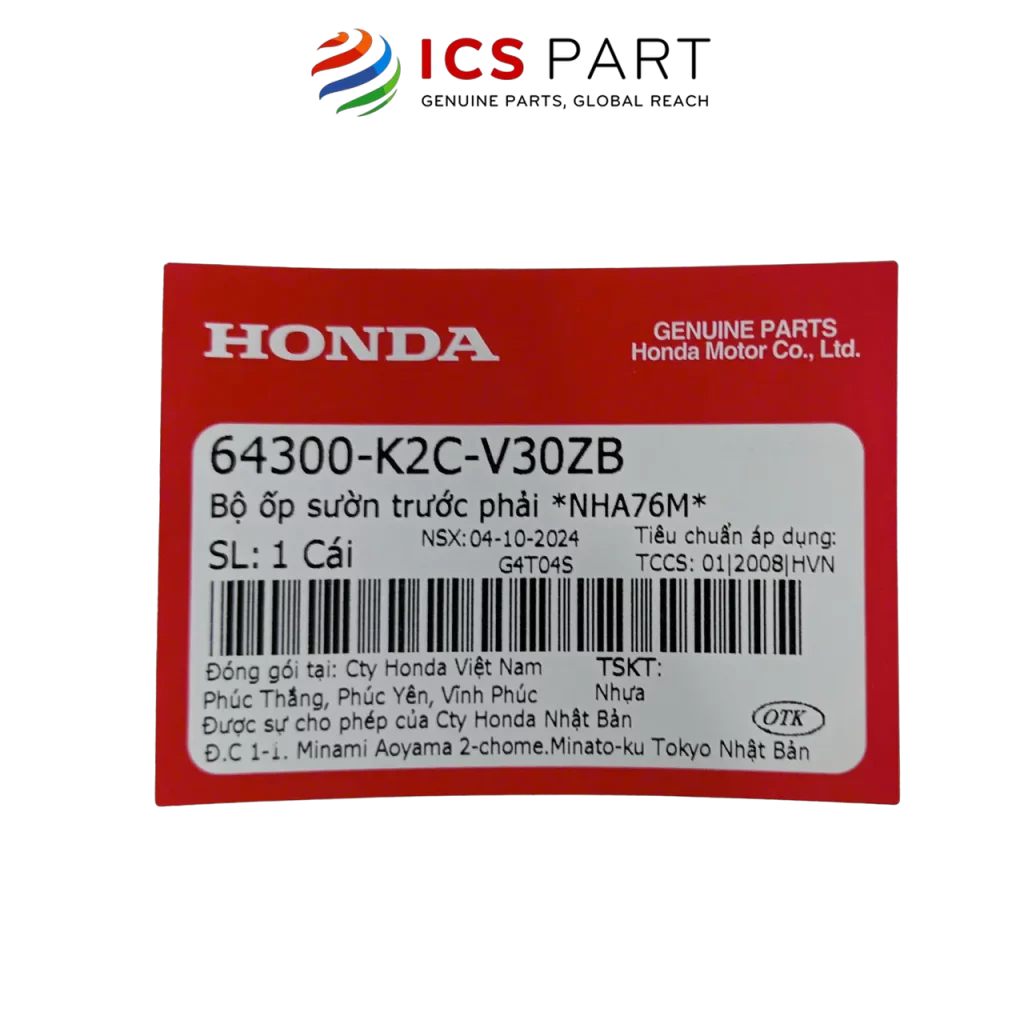 ICS PART
GENUINE PARTS, GLOBAL REACH
HONDA
GENUINE PARTS
Honda Motor Co., Ltd.
64300-K2C-V30ZB
Bộ ốp sườn trước phải *NHA76M*
SL: 1 Cái
NSX: 04-10-2024
G4T04S
Tiêu chuẩn áp dụng:
TCCS: 01|2008|HVN
Đóng gói tại: Cty Honda Việt Nam
Phúc Thắng, Phúc Yên, Vĩnh Phúc
TSKT:
Nhựa
Được sự cho phép của Cty Honda Nhật Bản
OTK
Đ.C 1-1. Minami Aoyama 2-chome.Minato-ku Tokyo Nhật Bản